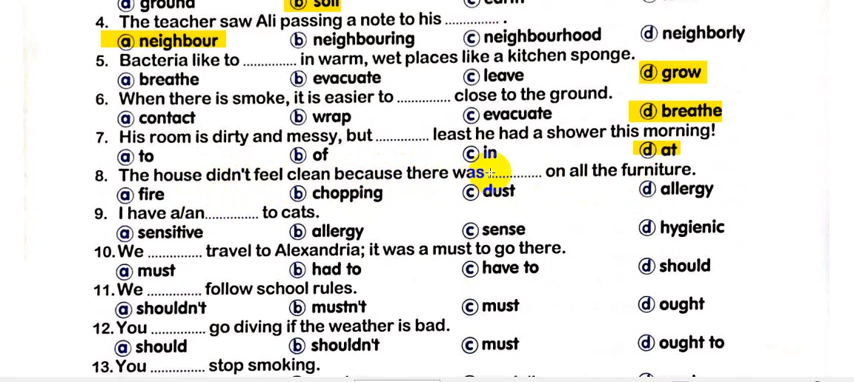 ⓐ ground ⓑ soil
4. The teacher saw Ali passing a note to his .............. .
ⓐ neighbour ⓑ neighbouring ⓒ neighbourhood ⓓ neighborly
5. Bacteria like to .............. in warm, wet places like a kitchen sponge.
ⓐ breathe ⓑ evacuate ⓒ leave ⓓ grow
6. When there is smoke, it is easier to .............. close to the ground.
ⓐ contact ⓑ wrap ⓒ evacuate ⓓ breathe
7. His room is dirty and messy, but .............. least he had a shower this morning!
ⓐ to ⓑ of ⓒ in ⓓ at
8. The house didn't feel clean because there was .............. on all the furniture.
ⓐ fire ⓑ chopping ⓒ dust ⓓ allergy
9. I have a/an .............. to cats.
ⓐ sensitive ⓑ allergy ⓒ sense ⓓ hygienic
10. We .............. travel to Alexandria; it was a must to go there.
ⓐ must ⓑ had to ⓒ have to ⓓ should
11. We .............. follow school rules.
ⓐ shouldn't ⓑ mustn't ⓒ must ⓓ ought
12. You .............. go diving if the weather is bad.
ⓐ should ⓑ shouldn't ⓒ must ⓓ ought to
13. You .............. stop smoking.